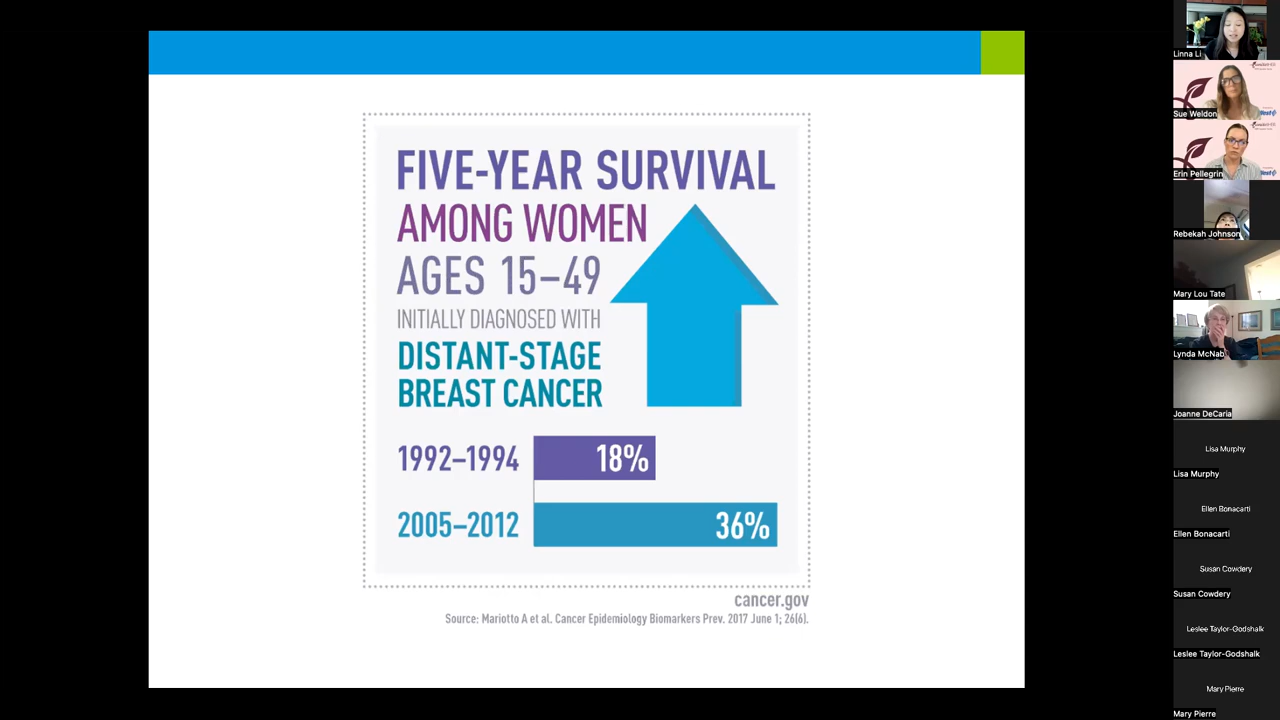 FIVE-YEAR SURVIVAL
AMONG WOMEN
AGES 15–49
INITIALLY DIAGNOSED WITH
DISTANT-STAGE
BREAST CANCER
1992–1994 18%
2005–2012 36%
cancer.gov
Source: Mariotto A et al. Cancer Epidemiology Biomarkers Prev. 2017 June 1; 26(6).
Linna Li
Sue Weldon
Erin Pellegrin
Rebekah Johnson
Mary Lou Tate
Lynda McNab
Joanne DeCaria
Lisa Murphy
Lisa Murphy
Ellen Bonacarti
Ellen Bonacarti
Susan Cowdery
Susan Cowdery
Leslee Taylor-Godshalk
Leslee Taylor-Godshalk
Mary Pierre
Mary Pierre